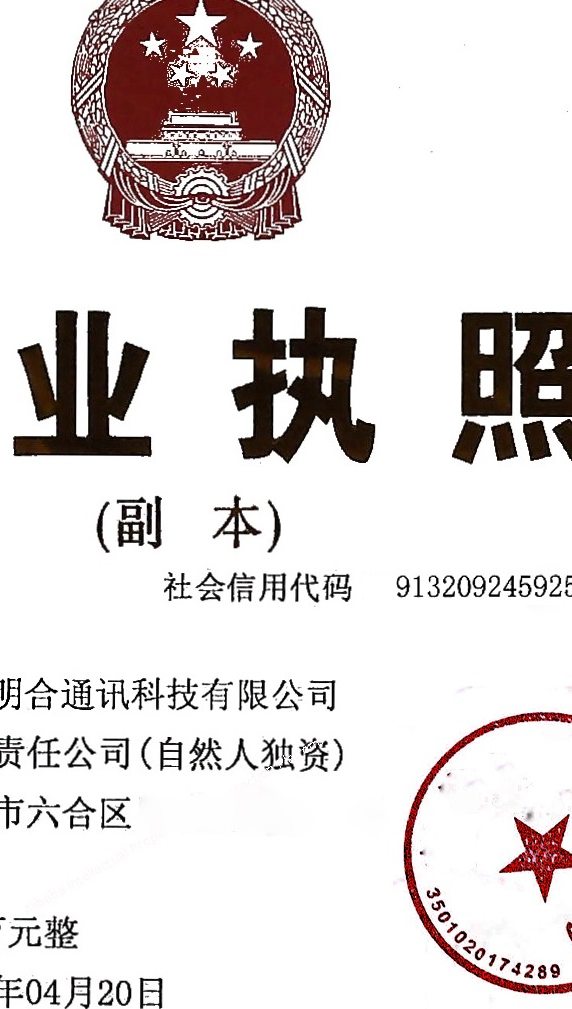 业执照
(副 本)
社会信用代码 913209245925
明合通讯科技有限公司
责任公司(自然人独资)
市六合区
元整
年04月20日
3501020174289